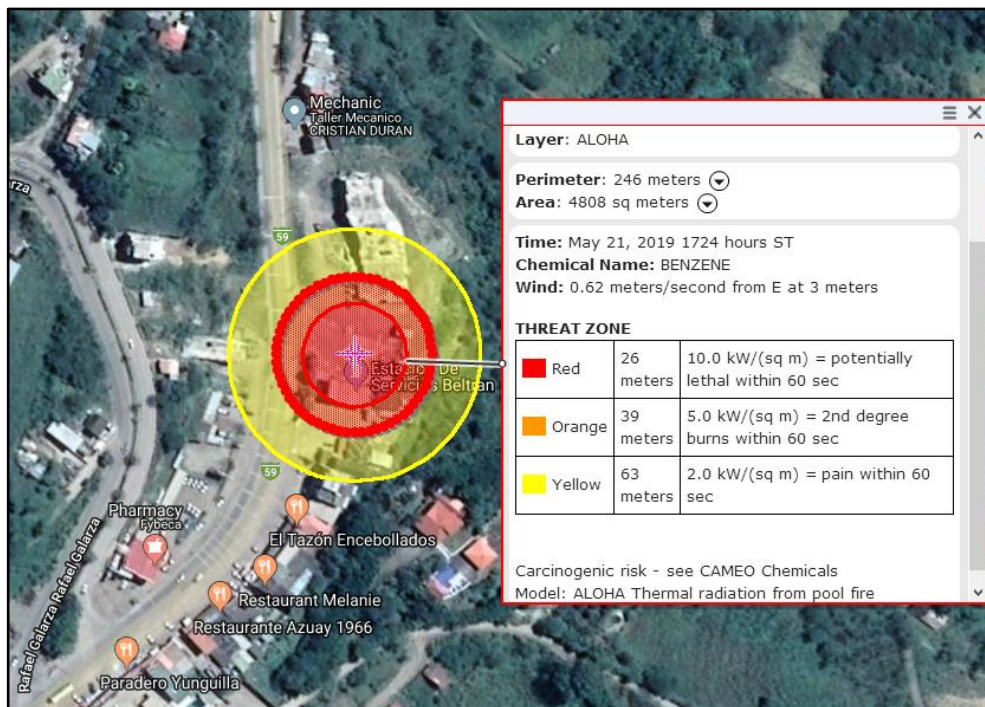 Mechanic
Taller Mecanico
CRISTIAN DURAN
59
Estacion De
Servicios Beltran
59
Pharmacy
Fybeca
El Tazón Encebollados
Restaurant Melanie
Restaurante Azuay 1966
Paradero Yunguilla
Rafael Galarza Rafael Galarza
arza
Layer: ALOHA
Perimeter: 246 meters
Area: 4808 sq meters
Time: May 21, 2019 1724 hours ST
Chemical Name: BENZENE
Wind: 0.62 meters/second from E at 3 meters
THREAT ZONE
Red
26
meters
10.0 kW/(sq m) = potentially
lethal within 60 sec
Orange
39
meters
5.0 kW/(sq m) = 2nd degree
burns within 60 sec
Yellow
63
meters
2.0 kW/(sq m) = pain within 60
sec
Carcinogenic risk - see CAMEO Chemicals
Model: ALOHA Thermal radiation from pool fire